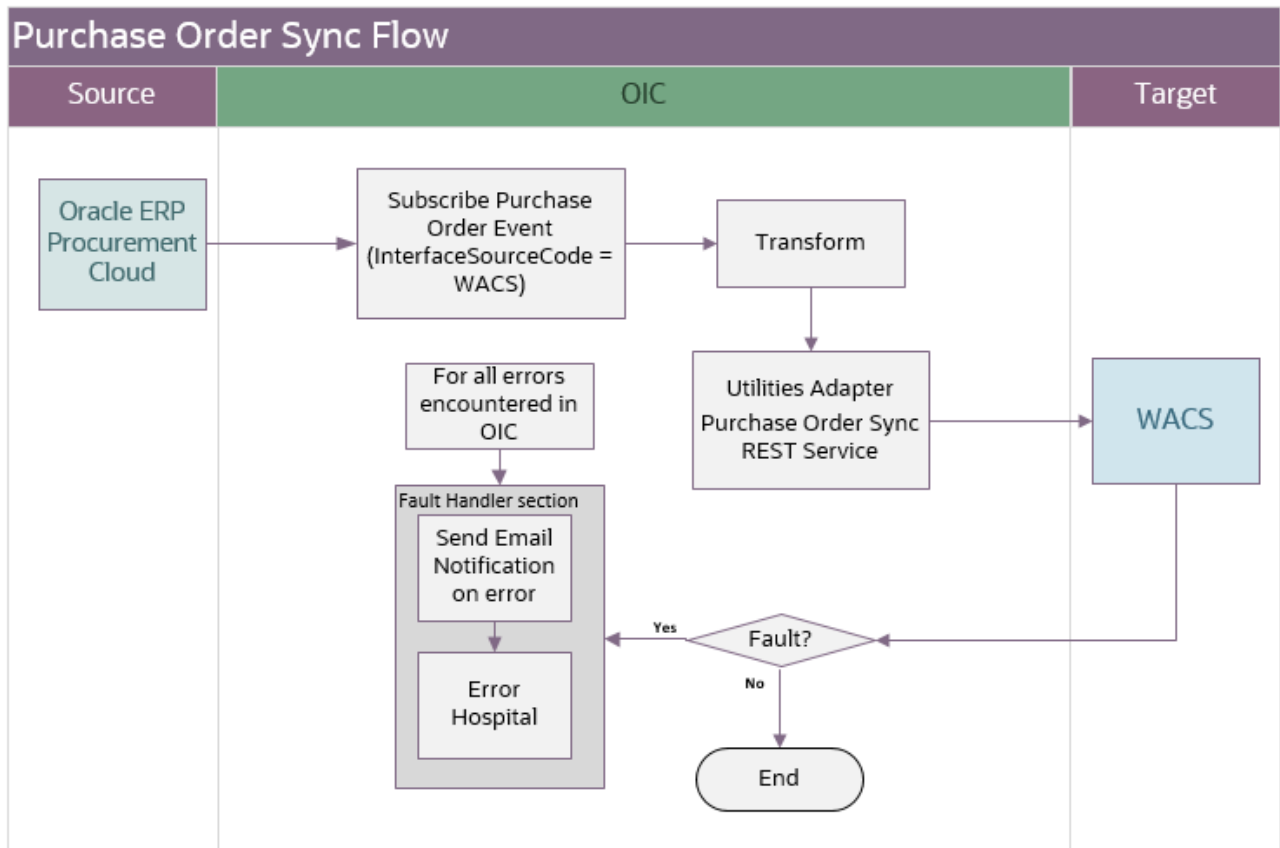 Purchase Order Sync Flow
Source
OIC
Target
Oracle ERP
Procurement
Cloud
Subscribe Purchase
Order Event
(InterfaceSourceCode =
WACS)
Transform
For all errors
encountered in
OIC
Utilities Adapter
Purchase Order Sync
REST Service
WACS
Fault Handler section
Send Email
Notification
on error
Yes
Fault?
No
Error
Hospital
End